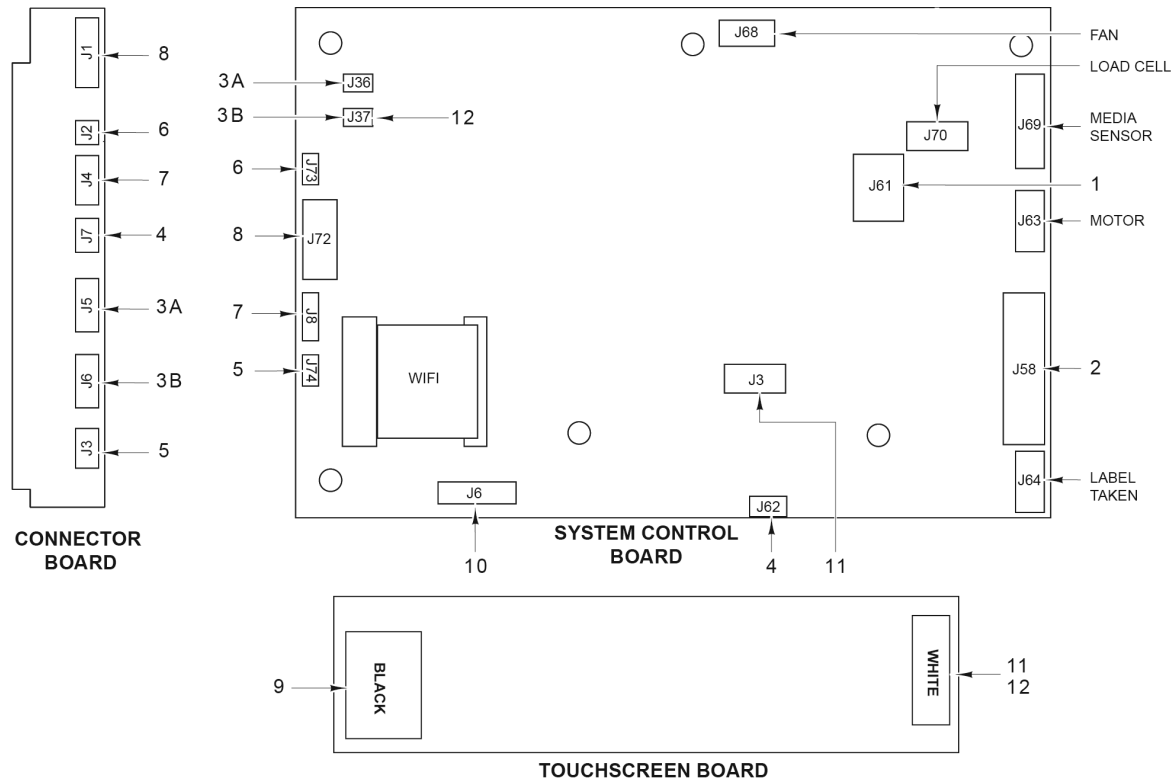 J1
8
J2
6
J4
7
J7
4
J5
3A
J6
3B
J3
5
CONNECTOR
BOARD
J68
FAN
LOAD CELL
3A
J36
3B
J37
12
J69
MEDIA
SENSOR
J70
6
J73
J61
1
8
J72
J63
MOTOR
7
J8
5
J74
WIFI
J3
J58
2
J6
J62
J64
LABEL
TAKEN
SYSTEM CONTROL
BOARD
10
4
11
9
BLACK
WHITE
11
12
TOUCHSCREEN BOARD